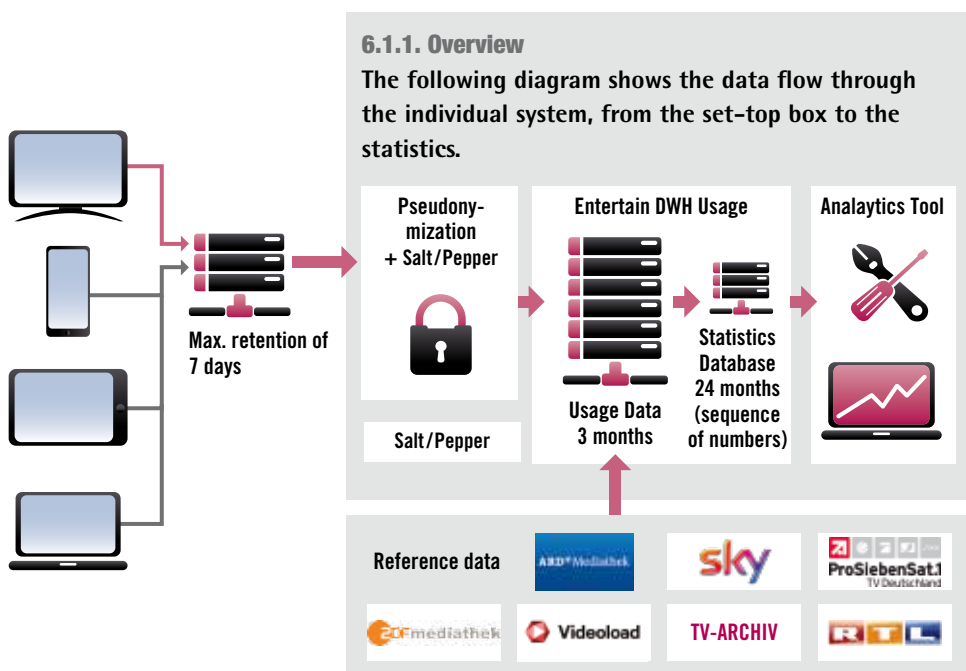 6.1.1. Overview
The following diagram shows the data flow through
the individual system, from the set-top box to the
statistics.
Pseudony-
mization
+ Salt/Pepper
Entertain DWH Usage
Analaytics Tool
Max. retention of
7 days
Salt/Pepper
Usage Data
3 months
Statistics
Database
24 months
(sequence
of numbers)
Reference data
ARD Mediathek
sky
ProSiebenSat.1
TV Deutschland
ZDFmediathek
Videoload
TV-ARCHIV
RTL